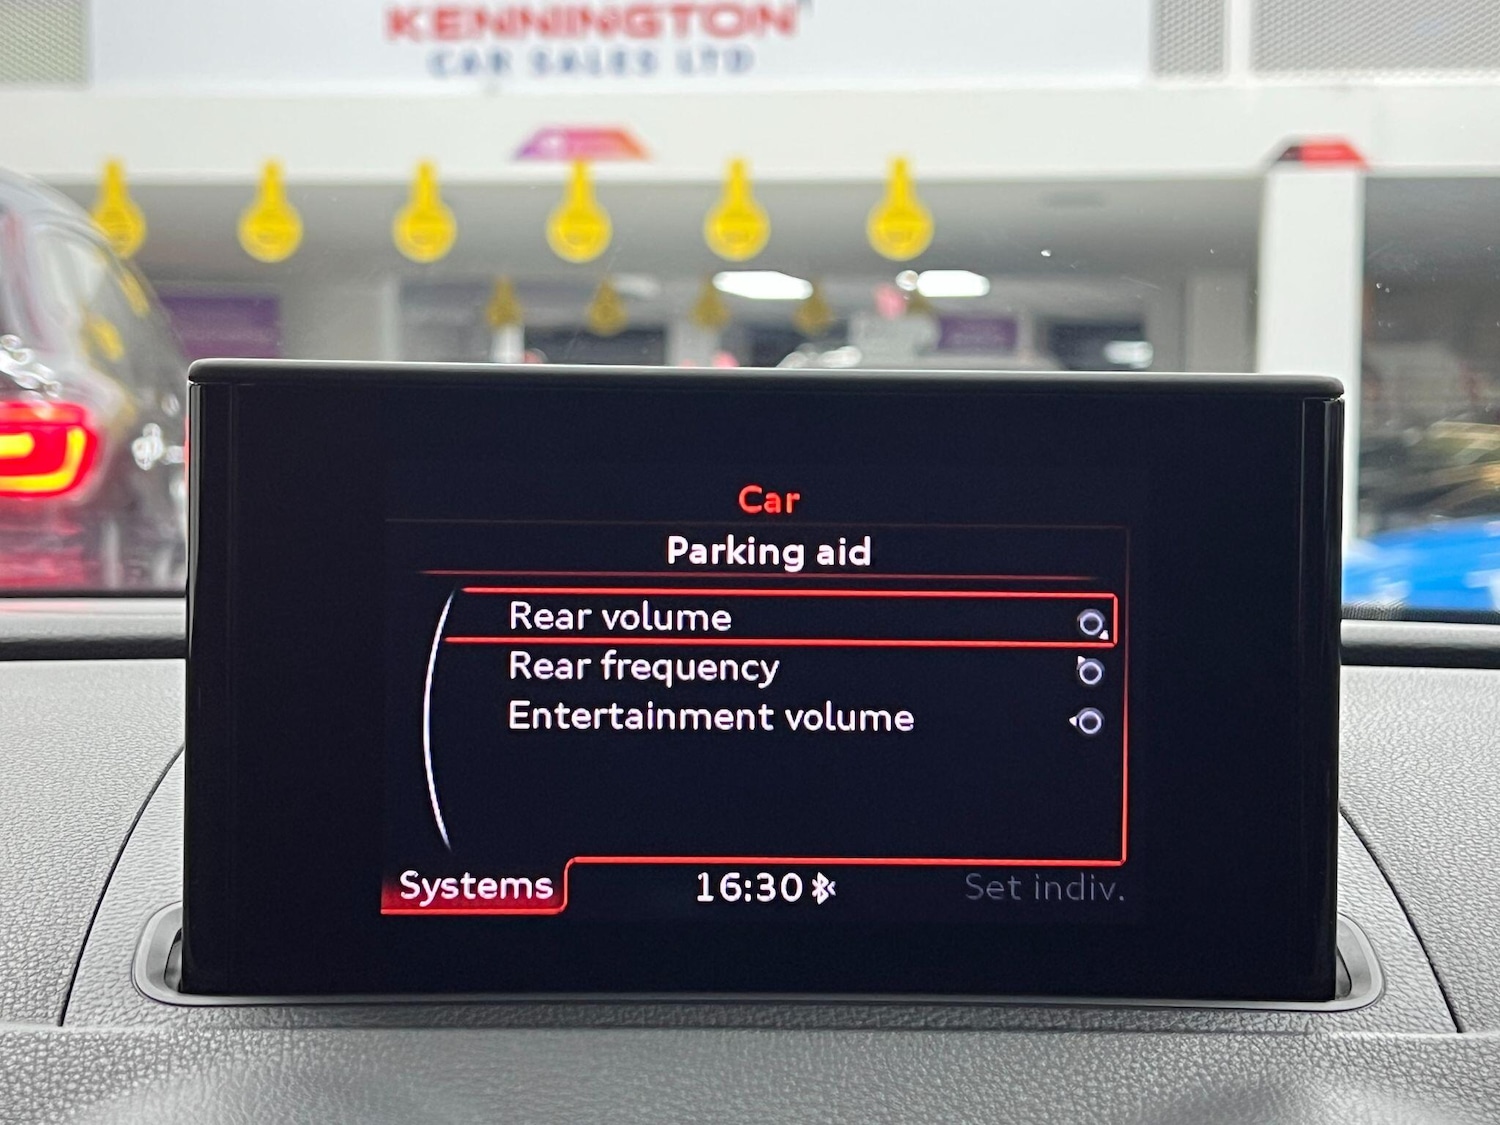 KENNINGTON
CAR SALES LTD
Car
Parking aid
Rear volume
Rear frequency
Entertainment volume
Systems
16:30
Set indiv.